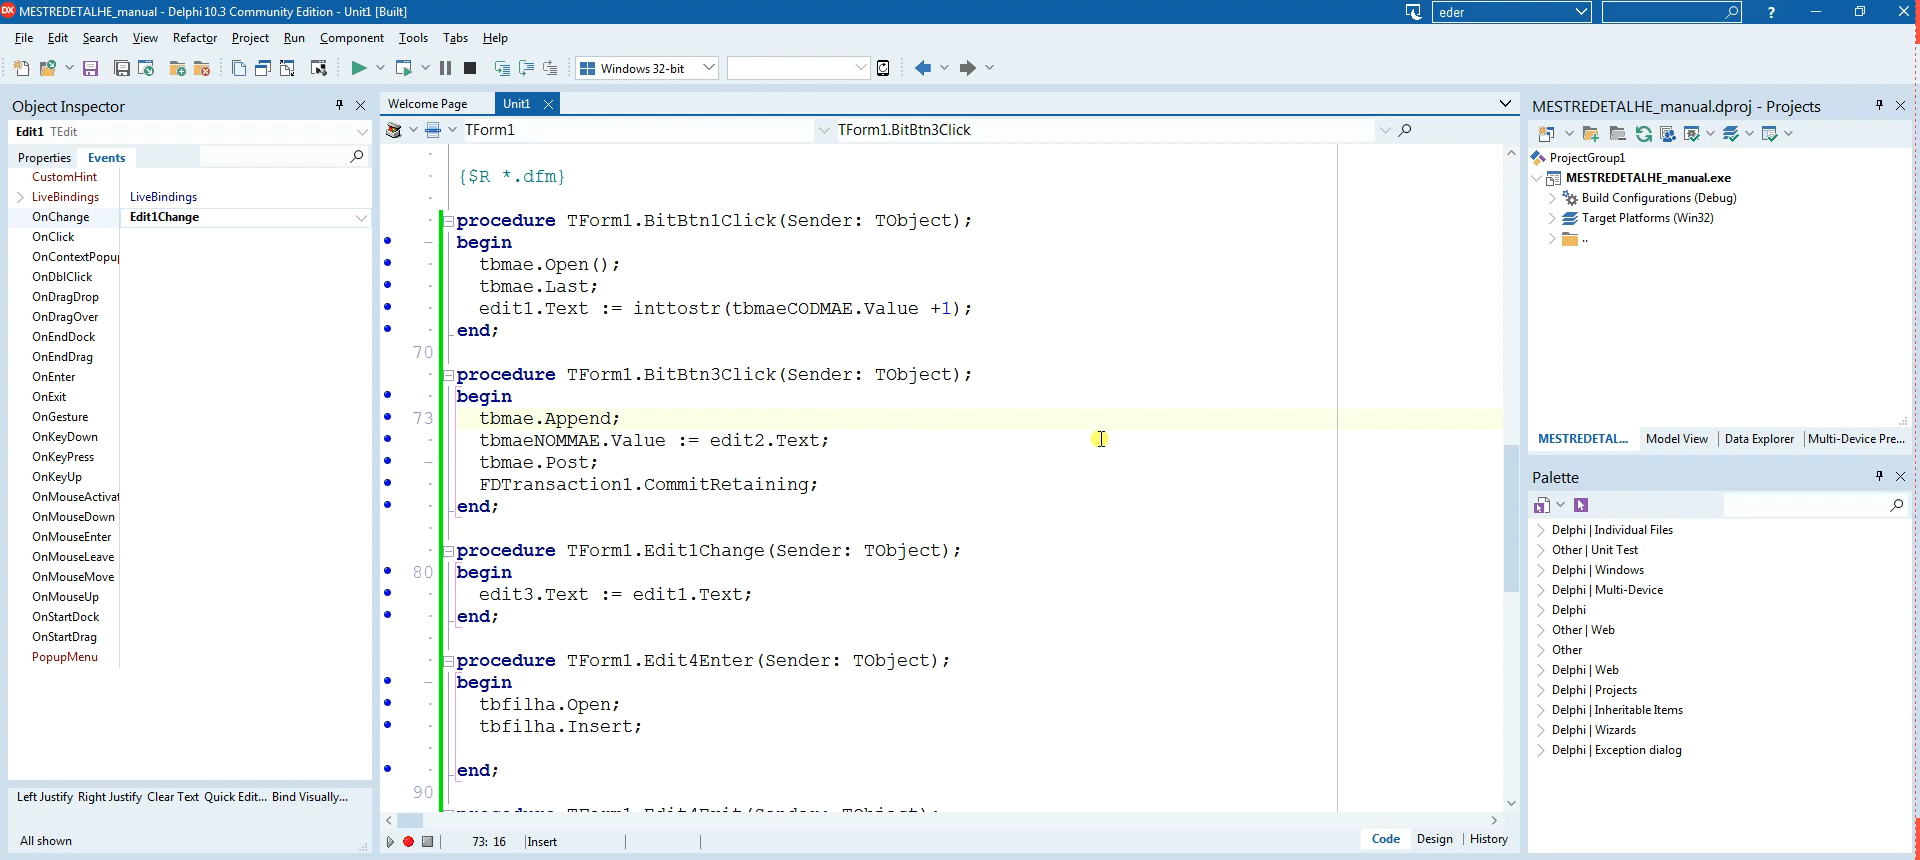 MESTREDETALHE_manual - Delphi 10.3 Community Edition - Unit1 [Built]
eder
?
File Edit Search View Refactor Project Run Component Tools Tabs Help
Windows 32-bit
Object Inspector
Edit1 TEdit
Properties Events
CustomHint
LiveBindings LiveBindings
OnChange Edit1Change
OnClick
OnContextPopu
OnDblClick
OnDragDrop
OnDragOver
OnEndDock
OnEndDrag
OnEnter
OnExit
OnGesture
OnKeyDown
OnKeyPress
OnKeyUp
OnMouseActivat
OnMouseDown
OnMouseEnter
OnMouseLeave
OnMouseMove
OnMouseUp
OnStartDock
OnStartDrag
PopupMenu
Left Justify Right Justify Clear Text Quick Edit... Bind Visually...
All shown
Welcome Page Unit1
TForm1 TForm1.BitBtn3Click
{$R *.dfm}
procedure TForm1.BitBtn1Click(Sender: TObject);
begin
tbmae.Open();
tbmae.Last;
edit1.Text := inttostr(tbmaeCODMAE.Value +1);
end;
70
procedure TForm1.BitBtn3Click(Sender: TObject);
begin
73 tbmae.Append;
tbmaeNOMMAE.Value := edit2.Text;
tbmae.Post;
FDTransaction1.CommitRetaining;
end;
procedure TForm1.Edit1Change(Sender: TObject);
80 begin
edit3.Text := edit1.Text;
end;
procedure TForm1.Edit4Enter(Sender: TObject);
begin
tbfilha.Open;
tbfilha.Insert;
end;
90
procedure TForm1.Edit4Exit(Sender: TObject);
73: 16 Insert
Code Design History
MESTREDETALHE_manual.dproj - Projects
ProjectGroup1
MESTREDETALHE_manual.exe
Build Configurations (Debug)
Target Platforms (Win32)
..
MESTREDETAL... Model View Data Explorer Multi-Device Pre...
Palette
Delphi | Individual Files
Other | Unit Test
Delphi | Windows
Delphi | Multi-Device
Delphi
Other | Web
Other
Delphi | Web
Delphi | Projects
Delphi | Inheritable Items
Delphi | Wizards
Delphi | Exception dialog